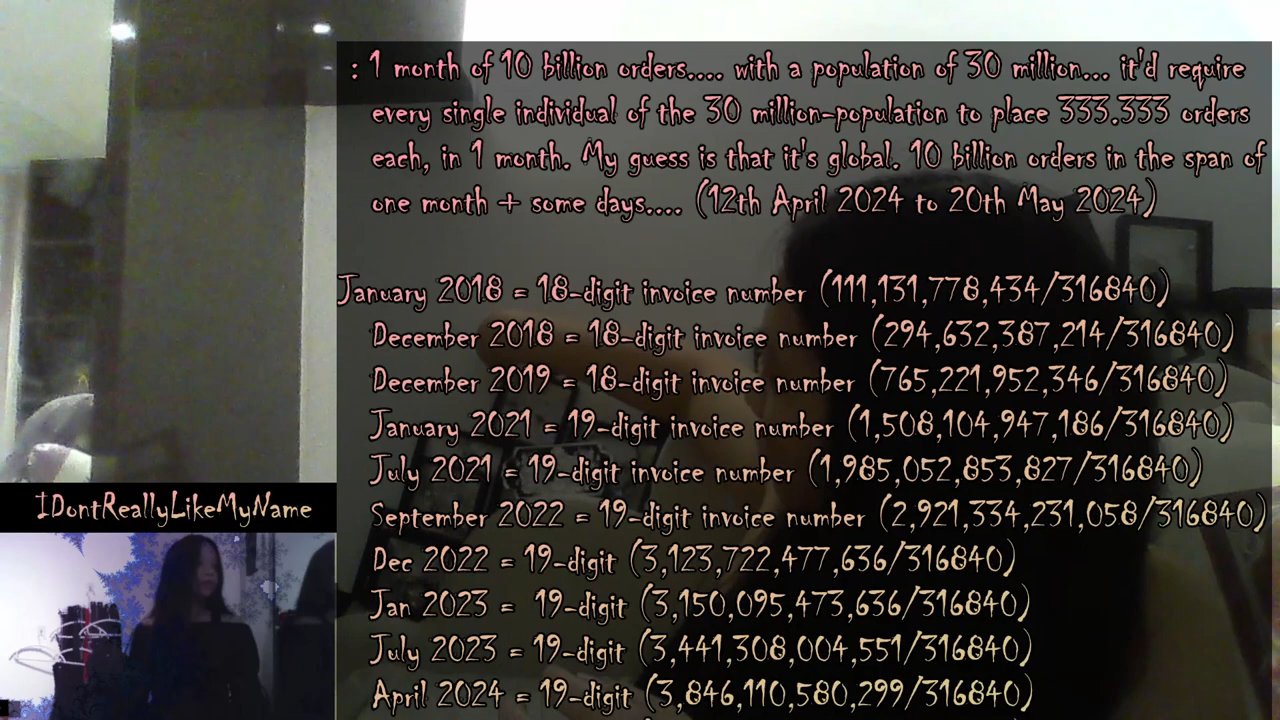 : 1 month of 10 billion orders.... with a population of 30 million... it'd require
every single individual of the 30 million-population to place 333.333 orders
each, in 1 month. My guess is that it's global. 10 billion orders in the span of
one month + some days.... (12th April 2024 to 20th May 2024)
January 2018 = 18-digit invoice number (111,131,778,434/316840)
December 2018 = 18-digit invoice number (294,632,387,214/316840)
December 2019 = 18-digit invoice number (765,221,952,346/316840)
January 2021 = 19-digit invoice number (1,508,104,947,186/316840)
July 2021 = 19-digit invoice number (1,985,052,853,827/316840)
September 2022 = 19-digit invoice number (2,921,334,231,058/316840)
Dec 2022 = 19-digit (3,123,722,477,636/316840)
Jan 2023 = 19-digit (3,150,095,473,636/316840)
July 2023 = 19-digit (3,441,308,004,551/316840)
April 2024 = 19-digit (3,846,110,580,299/316840)
IDontReallyLikeMyName